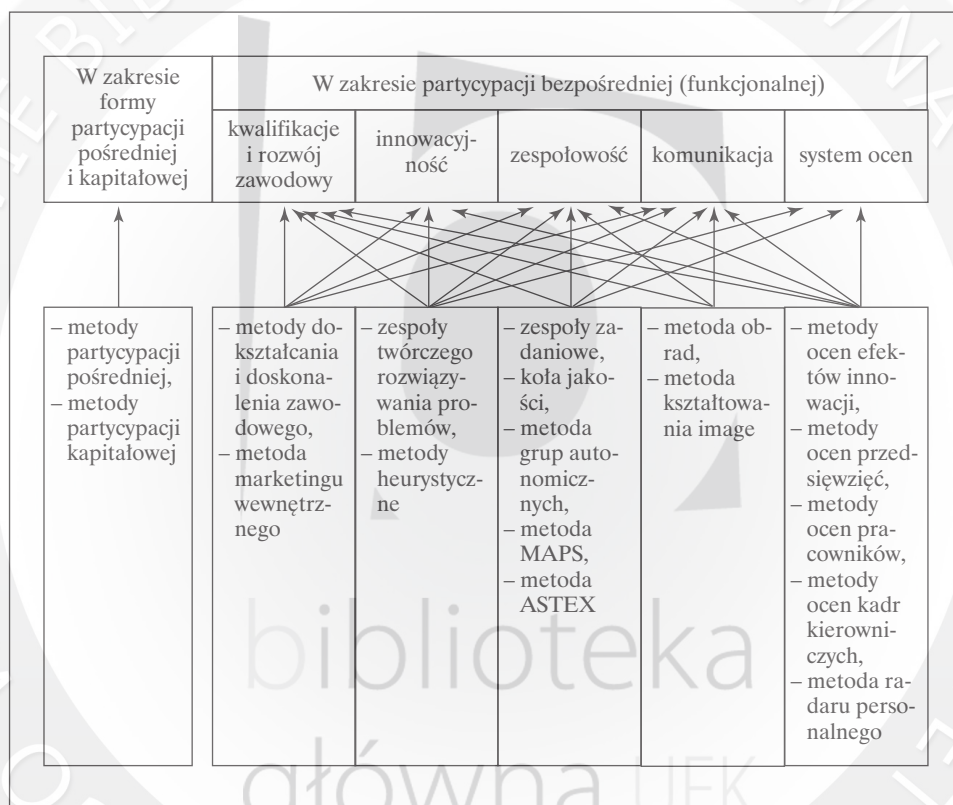 W zakresie
formy
partycypacji
pośredniej
i kapitałowej
W zakresie partycypacji bezpośredniej (funkcjonalnej)
kwalifikacje
i rozwój
zawodowy
innowacyj-
ność
zespołowość
komunikacja
system ocen
– metody
partycypacji
pośredniej,
– metody
partycypacji
kapitałowej
– metody do-
kształcania
i doskona-
lenia zawo-
dowego,
– metoda
marketingu
wewnętrz-
nego
– zespoły
twórczego
rozwiązy-
wania pro-
blemów,
– metody
heurystycz-
ne
– zespoły za-
daniowe,
– koła jako-
ści,
– metoda
grup auto-
nomicz-
nych,
– metoda
MAPS,
– metoda
ASTEX
– metoda ob-
rad,
– metoda
kształtowa-
nia image
– metody
ocen efek-
tów inno-
wacji,
– metody
ocen przed-
sięwzięć,
– metody
ocen pra-
cowników,
– metody
ocen kadr
kierowni-
czych,
– metoda ra-
daru perso-
nalnego
biblioteka
główna UEK